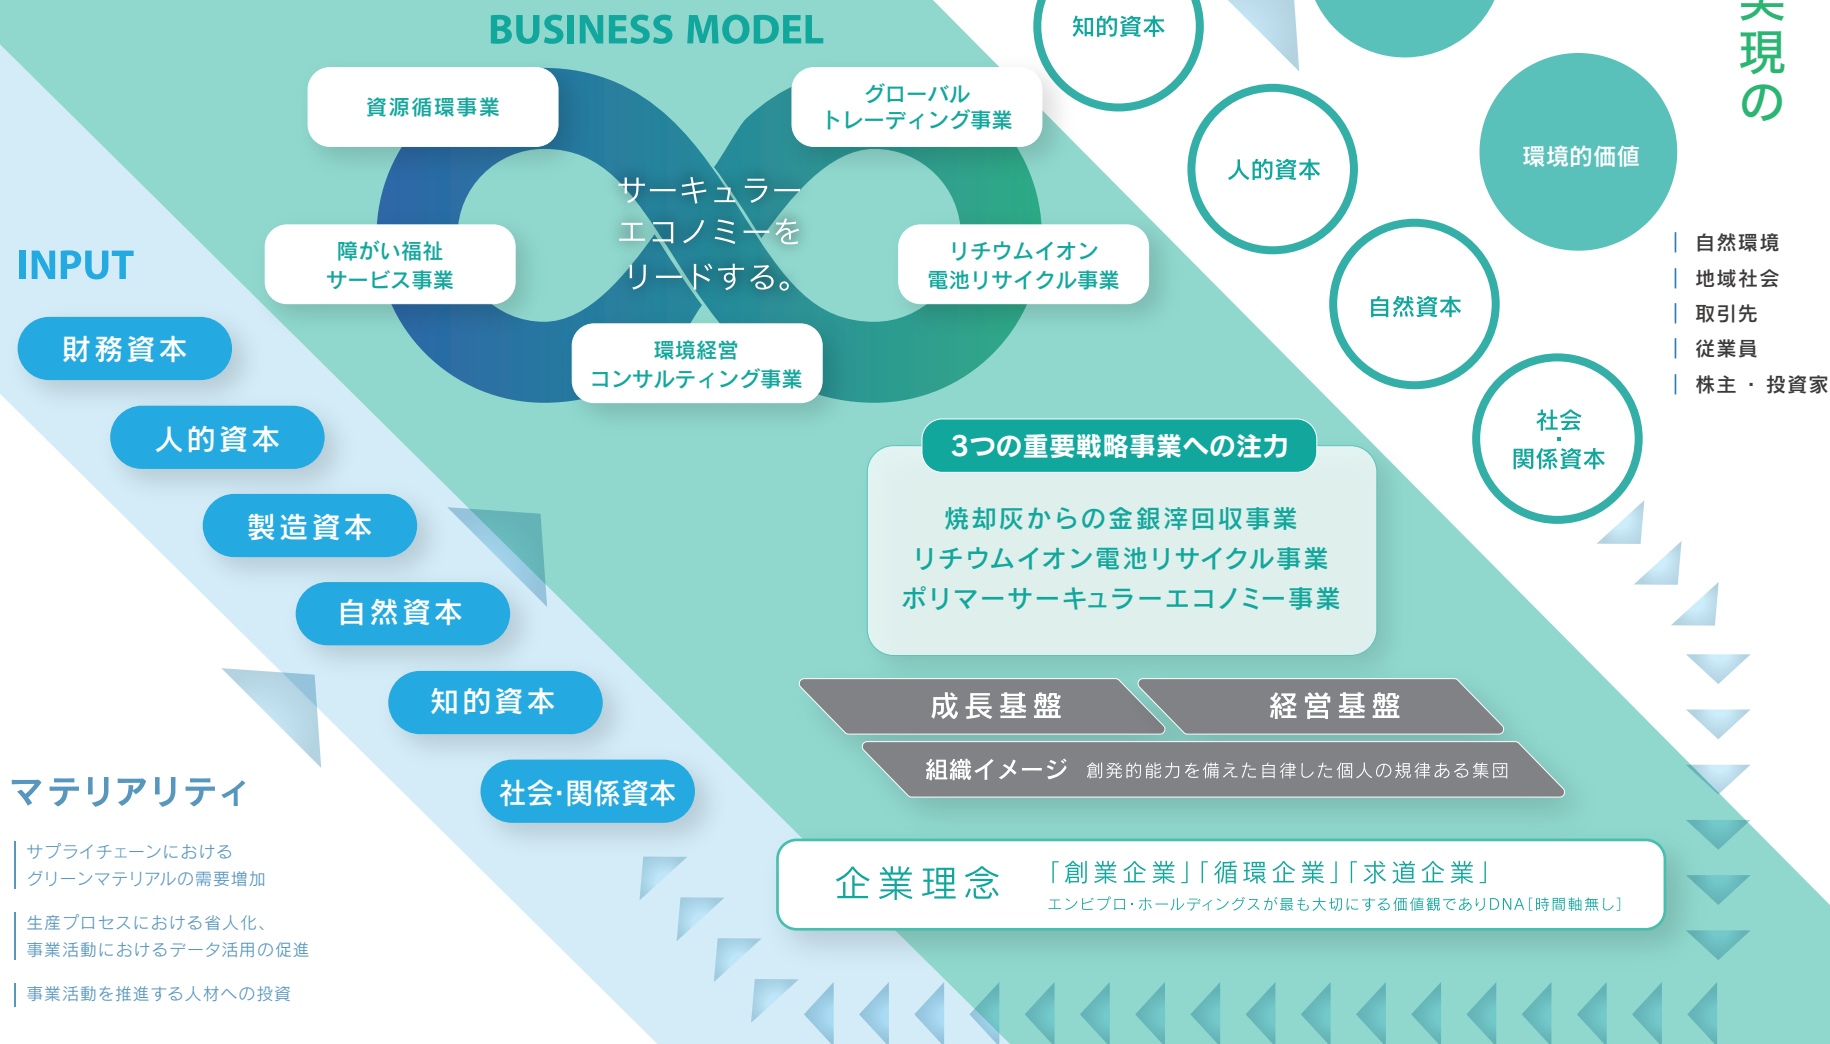 BUSINESS MODEL
資源循環事業
グローバル
トレーディング事業
サーキュラー
エコノミーを
リードする。
障がい福祉
サービス事業
リチウムイオン
電池リサイクル事業
環境経営
コンサルティング事業
INPUT
財務資本
人的資本
製造資本
自然資本
知的資本
社会・関係資本
マテリアリティ
サプライチェーンにおける
グリーンマテリアルの需要増加
生産プロセスにおける省人化、
事業活動におけるデータ活用の促進
事業活動を推進する人材への投資
3つの重要戦略事業への注力
焼却灰からの金銀滓回収事業
リチウムイオン電池リサイクル事業
ポリマーサーキュラーエコノミー事業
成長基盤
経営基盤
組織イメージ 創発的能力を備えた自律した個人の規律ある集団
企業理念
「創業企業」「循環企業」「求道企業」
エンビプロ・ホールディングスが最も大切にする価値観でありDNA[時間軸無し]
知的資本
人的資本
自然資本
社会
・
関係資本
環境的価値
自然環境
地域社会
取引先
従業員
株主・投資家
実現の